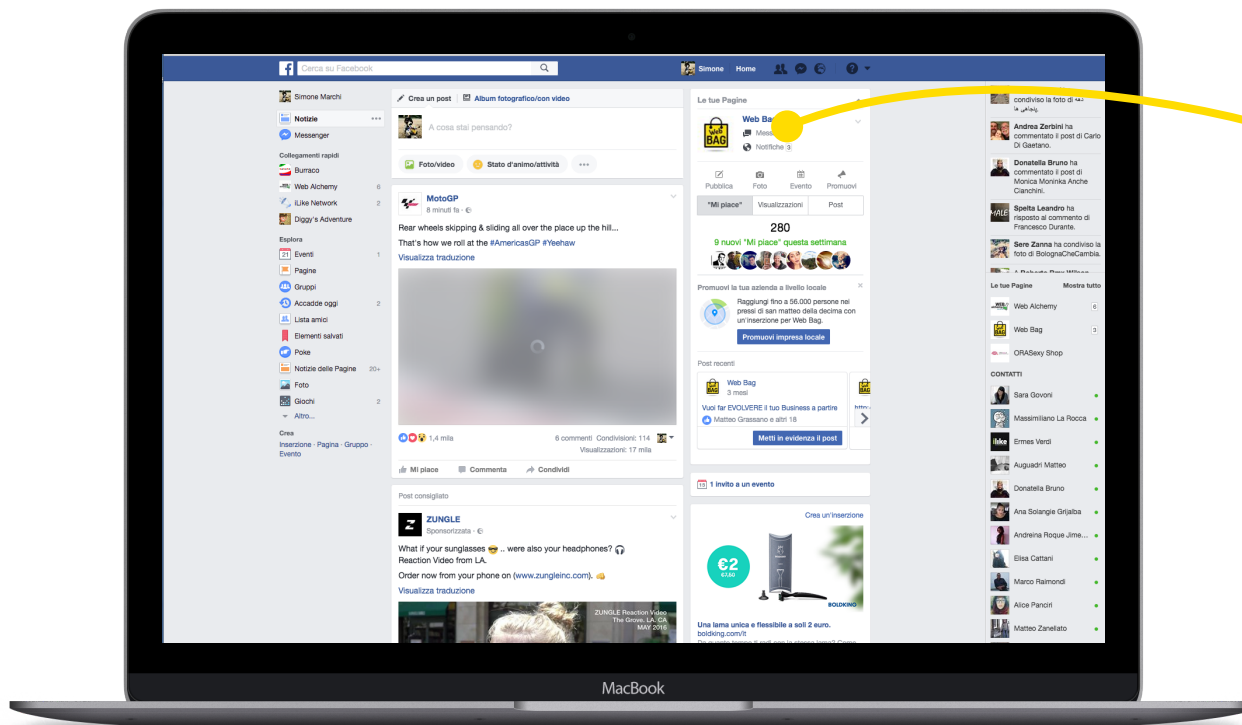 Cerca su Facebook
Simone
Home
Simone Marchi
Notizie
Messenger
Collegamenti rapidi
Burraco
Web Alchemy 6
iLike Network 2
Diggy's Adventure
Esplora
21 Eventi 1
Pagine
Gruppi
Accadde oggi 2
Lista amici
Elementi salvati
Poke
Notizie delle Pagine 20+
Foto
Giochi 2
Altro...
Crea
Inserzione · Pagina · Gruppo ·
Evento
Crea un post
Album fotografico/con video
A cosa stai pensando?
Foto/video
Stato d'animo/attività
MotoGP
8 minuti fa ·
Rear wheels skipping & sliding all over the place up the hill...
That's how we roll at the #AmericasGP #Yeehaw
Visualizza traduzione
1,4 mila
6 commenti Condivisioni: 114
Visualizzazioni: 17 mila
Mi piace
Commenta
Condividi
Post consigliato
ZUNGLE
Sponsorizzata ·
What if your sunglasses 😎 .. were also your headphones? 🎧
Reaction Video from LA.
Order now from your phone on (www.zungleinc.com). 👍
Visualizza traduzione
ZUNGLE Reaction Video
The Grove. LA. CA
MAY 2016
Le tue Pagine
Web
BAG
Notifiche 3
Pubblica
Foto
Evento
Promuovi
"Mi piace"
Visualizzazioni
Post
280
9 nuovi "Mi piace" questa settimana
Promuovi la tua azienda a livello locale
Raggiungi fino a 56.000 persone nei
pressi di san matteo della decima con
un'inserzione per Web Bag.
Promuovi impresa locale
Post recenti
Web Bag
3 mesi
Vuoi far EVOLVERE il tuo Business a partire
Matteo Grassano e altri 18
Metti in evidenza il post
13 1 invito a un evento
Crea un'inserzione
€2
€7,50
BOLDKING
Una lama unica e flessibile a soli 2 euro.
boldking.com/it
condiviso la foto di
Andrea Zerbini ha
commentato il post di Carlo
Di Gaetano.
Donatella Bruno ha
commentato il post di
Monica Moninka Anche
Cianchini.
MALE
Spelta Leandro ha
risposto al commento di
Francesco Durante.
Sere Zanna ha condiviso la
foto di BolognaCheCambia.
Le tue Pagine Mostra tutto
Web Alchemy 6
Web Bag 3
ORASexy Shop
CONTATTI
Sara Govoni
Massimiliano La Rocca
Ermes Verdi
Auguadri Matteo
Donatella Bruno
Ana Solangie Grijalba
Andreina Roque Jime...
Elisa Cattani
Marco Raimondi
Alice Panciri
Matteo Zanellato
MacBook